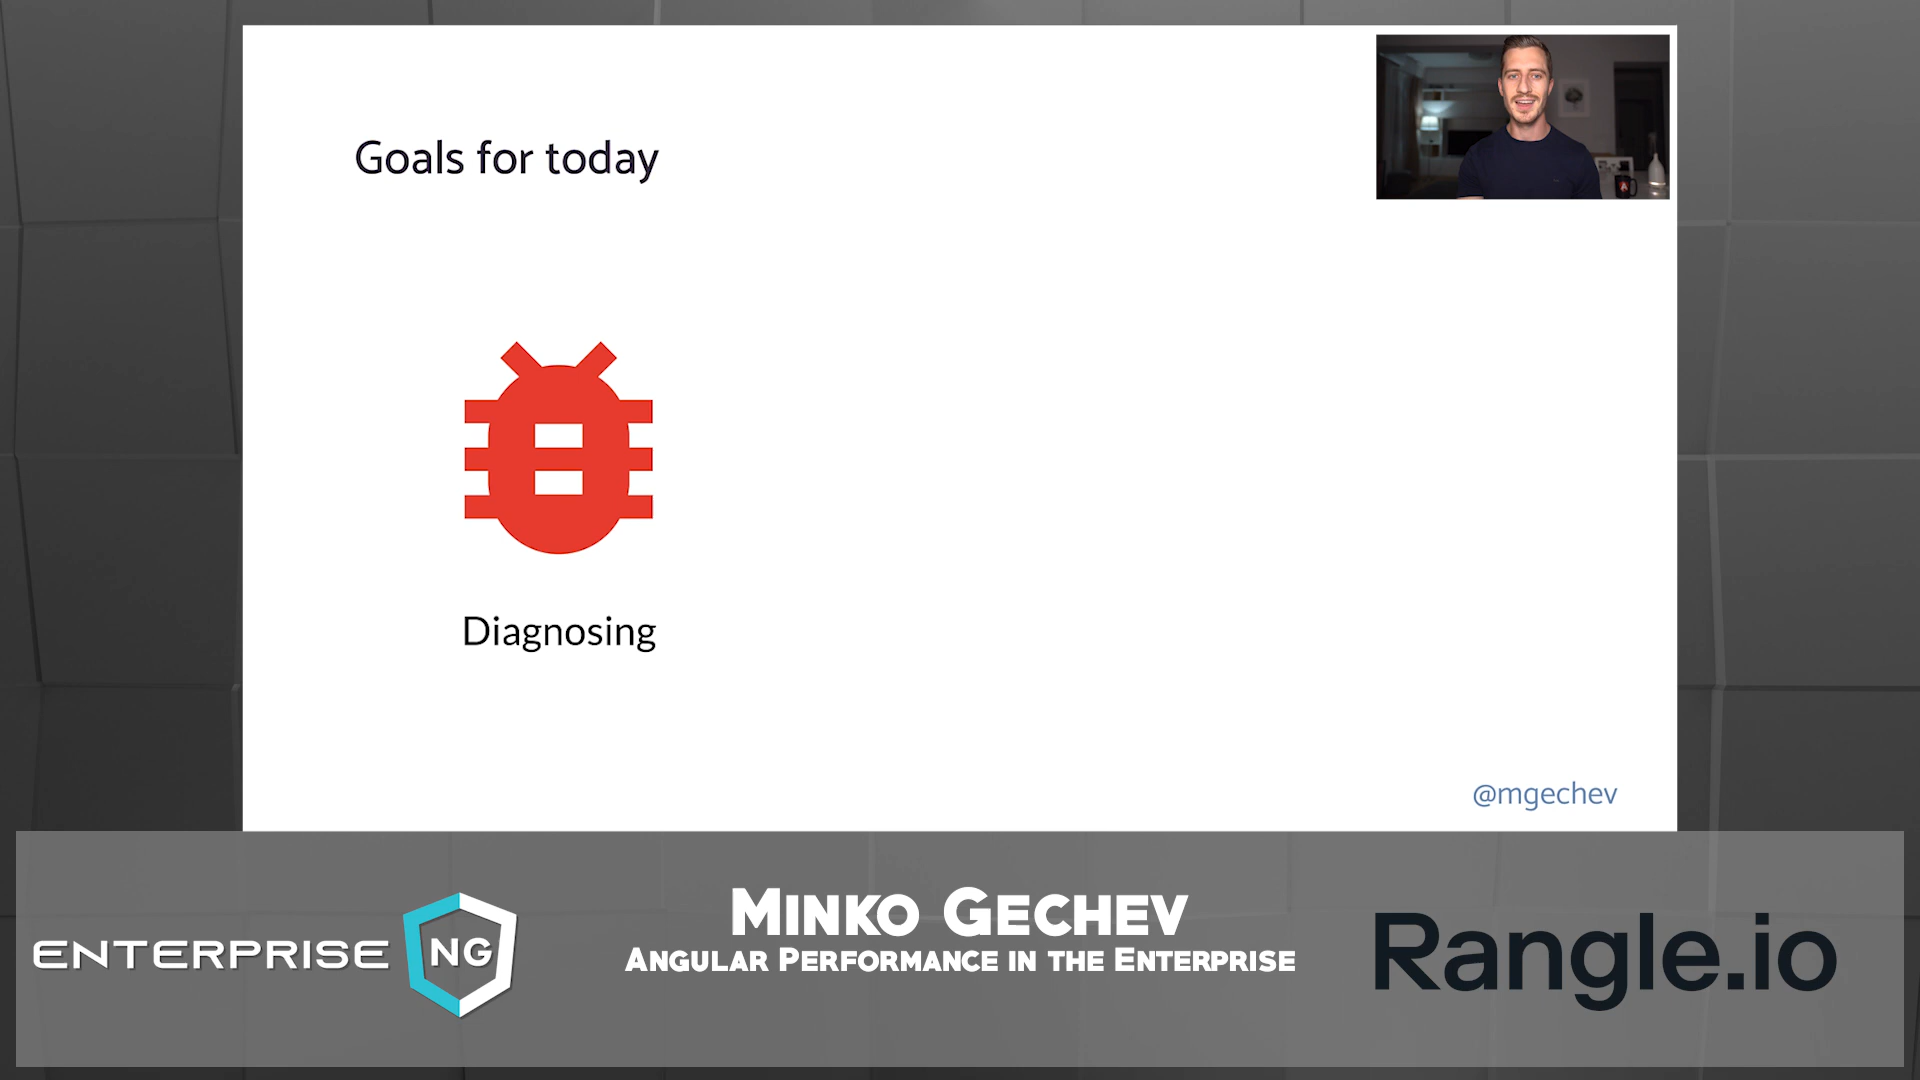 Goals for today
Diagnosing
@mgechev
ENTERPRISE NG
MINKO GECHEV
ANGULAR PERFORMANCE IN THE ENTERPRISE
Rangle.io